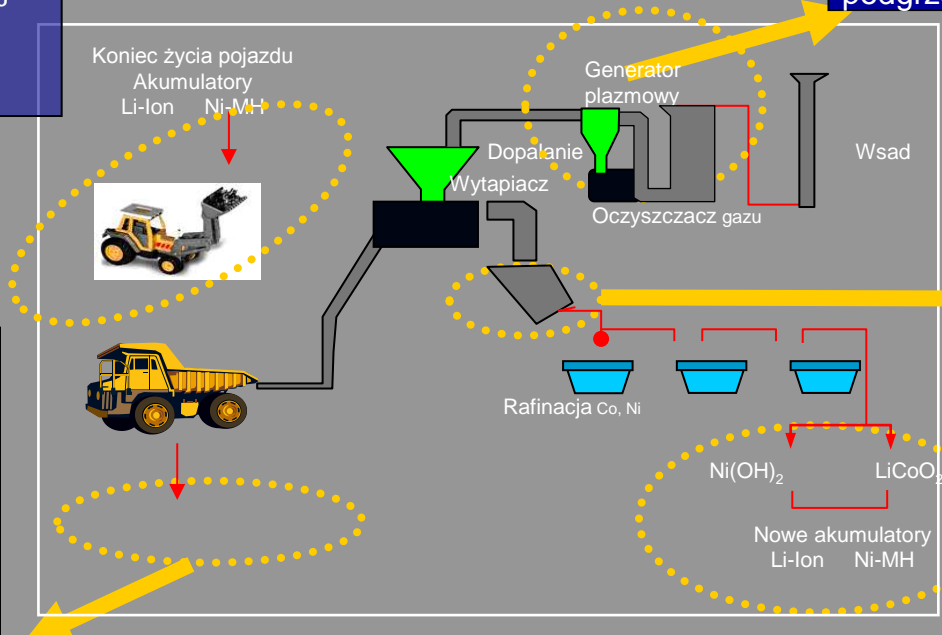 podgrz
Koniec życia pojazdu
Akumulatory
Li-Ion Ni-MH
Generator
plazmowy
Dopalanie
Wsad
Wytapiacz
Oczyszczacz gazu
Rafinacja Co, Ni
Ni(OH)₂ LiCoO₂
Nowe akumulatory
Li-Ion Ni-MH